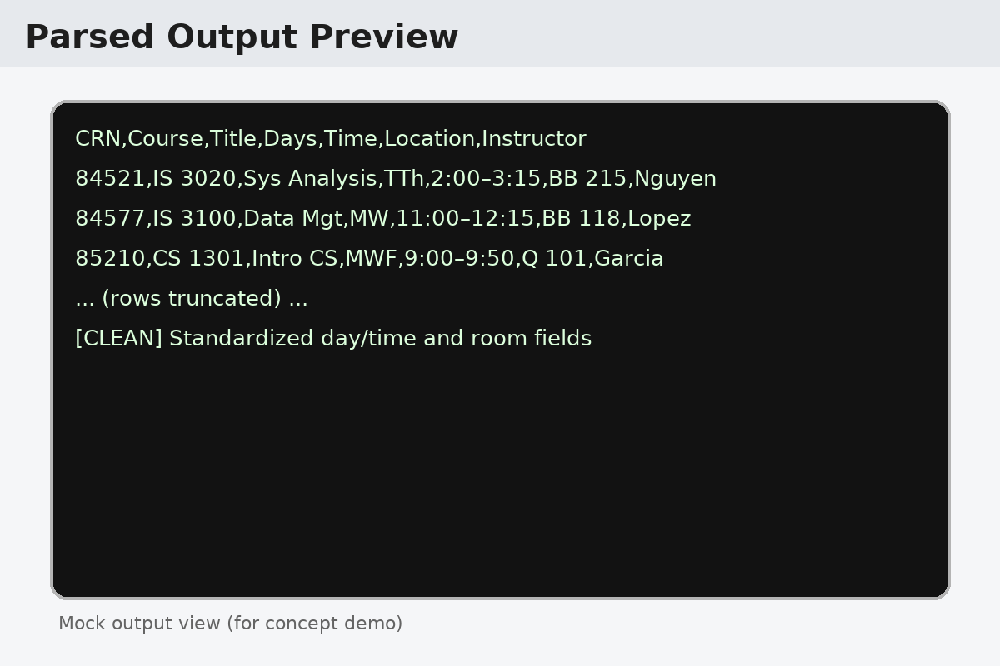 Parsed Output Preview
CRN,Course,Title,Days,Time,Location,Instructor
84521,IS 3020,Sys Analysis,TTh,2:00–3:15,BB 215,Nguyen
84577,IS 3100,Data Mgt,MW,11:00–12:15,BB 118,Lopez
85210,CS 1301,Intro CS,MWF,9:00–9:50,Q 101,Garcia
... (rows truncated) ...
[CLEAN] Standardized day/time and room fields
Mock output view (for concept demo)